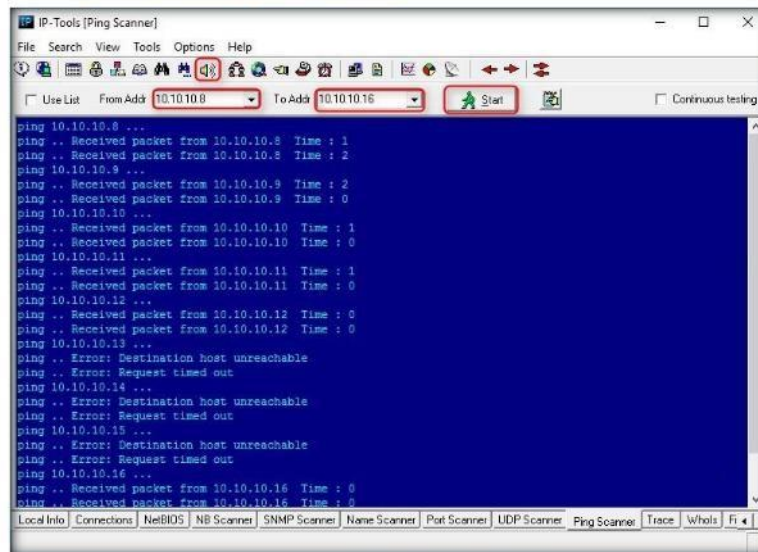 IP IP-Tools [Ping Scanner]
File Search View Tools Options Help
Use List From Addr 10.10.10.8 To Addr 10.10.10.16 Start Continuous testing
ping 10.10.10.8 ...
ping .. Received packet from 10.10.10.8 Time : 1
ping .. Received packet from 10.10.10.8 Time : 2
ping 10.10.10.9 ...
ping .. Received packet from 10.10.10.9 Time : 2
ping .. Received packet from 10.10.10.9 Time : 0
ping 10.10.10.10 ...
ping .. Received packet from 10.10.10.10 Time : 1
ping .. Received packet from 10.10.10.10 Time : 0
ping 10.10.10.11 ...
ping .. Received packet from 10.10.10.11 Time : 1
ping .. Received packet from 10.10.10.11 Time : 0
ping 10.10.10.12 ...
ping .. Received packet from 10.10.10.12 Time : 0
ping .. Received packet from 10.10.10.12 Time : 0
ping 10.10.10.13 ...
ping .. Error: Destination host unreachable
ping .. Error: Request timed out
ping 10.10.10.14 ...
ping .. Error: Destination host unreachable
ping .. Error: Request timed out
ping 10.10.10.15 ...
ping .. Error: Destination host unreachable
ping .. Error: Request timed out
ping 10.10.10.16 ...
ping .. Received packet from 10.10.10.16 Time : 0
ping .. Received packet from 10.10.10.16 Time : 0
Local Info Connections NetBIOS NB Scanner SNMP Scanner Name Scanner Port Scanner UDP Scanner Ping Scanner Trace WhoIs Fi